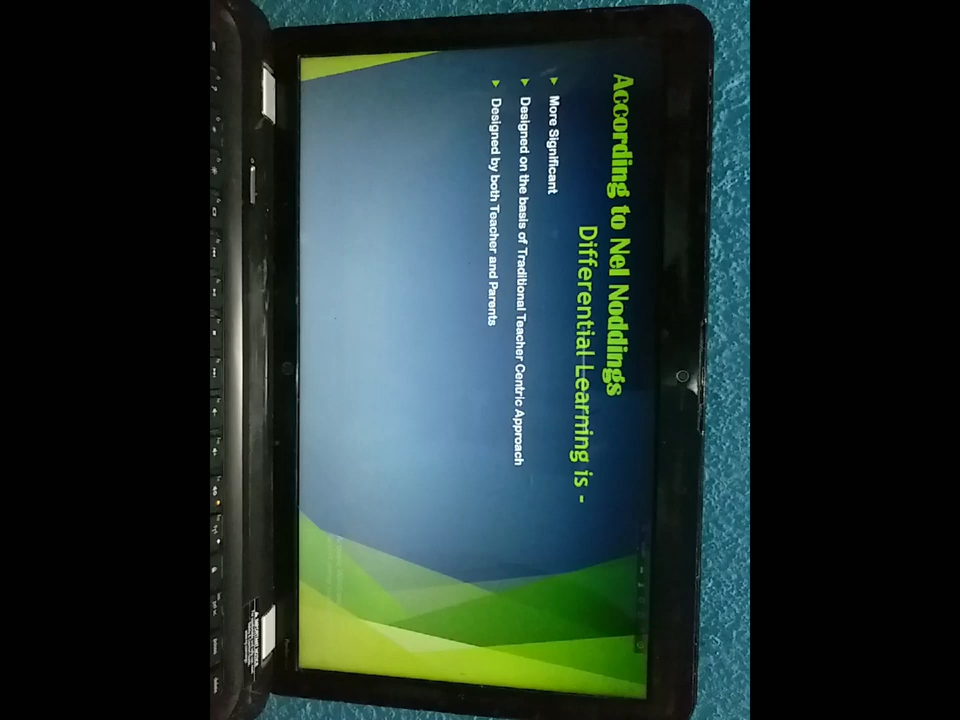 According to Nel Noddings
Differential Learning is -
More Significant
Designed on the basis of Traditional Teacher Centric Approach
Designed by both Teacher and Parents